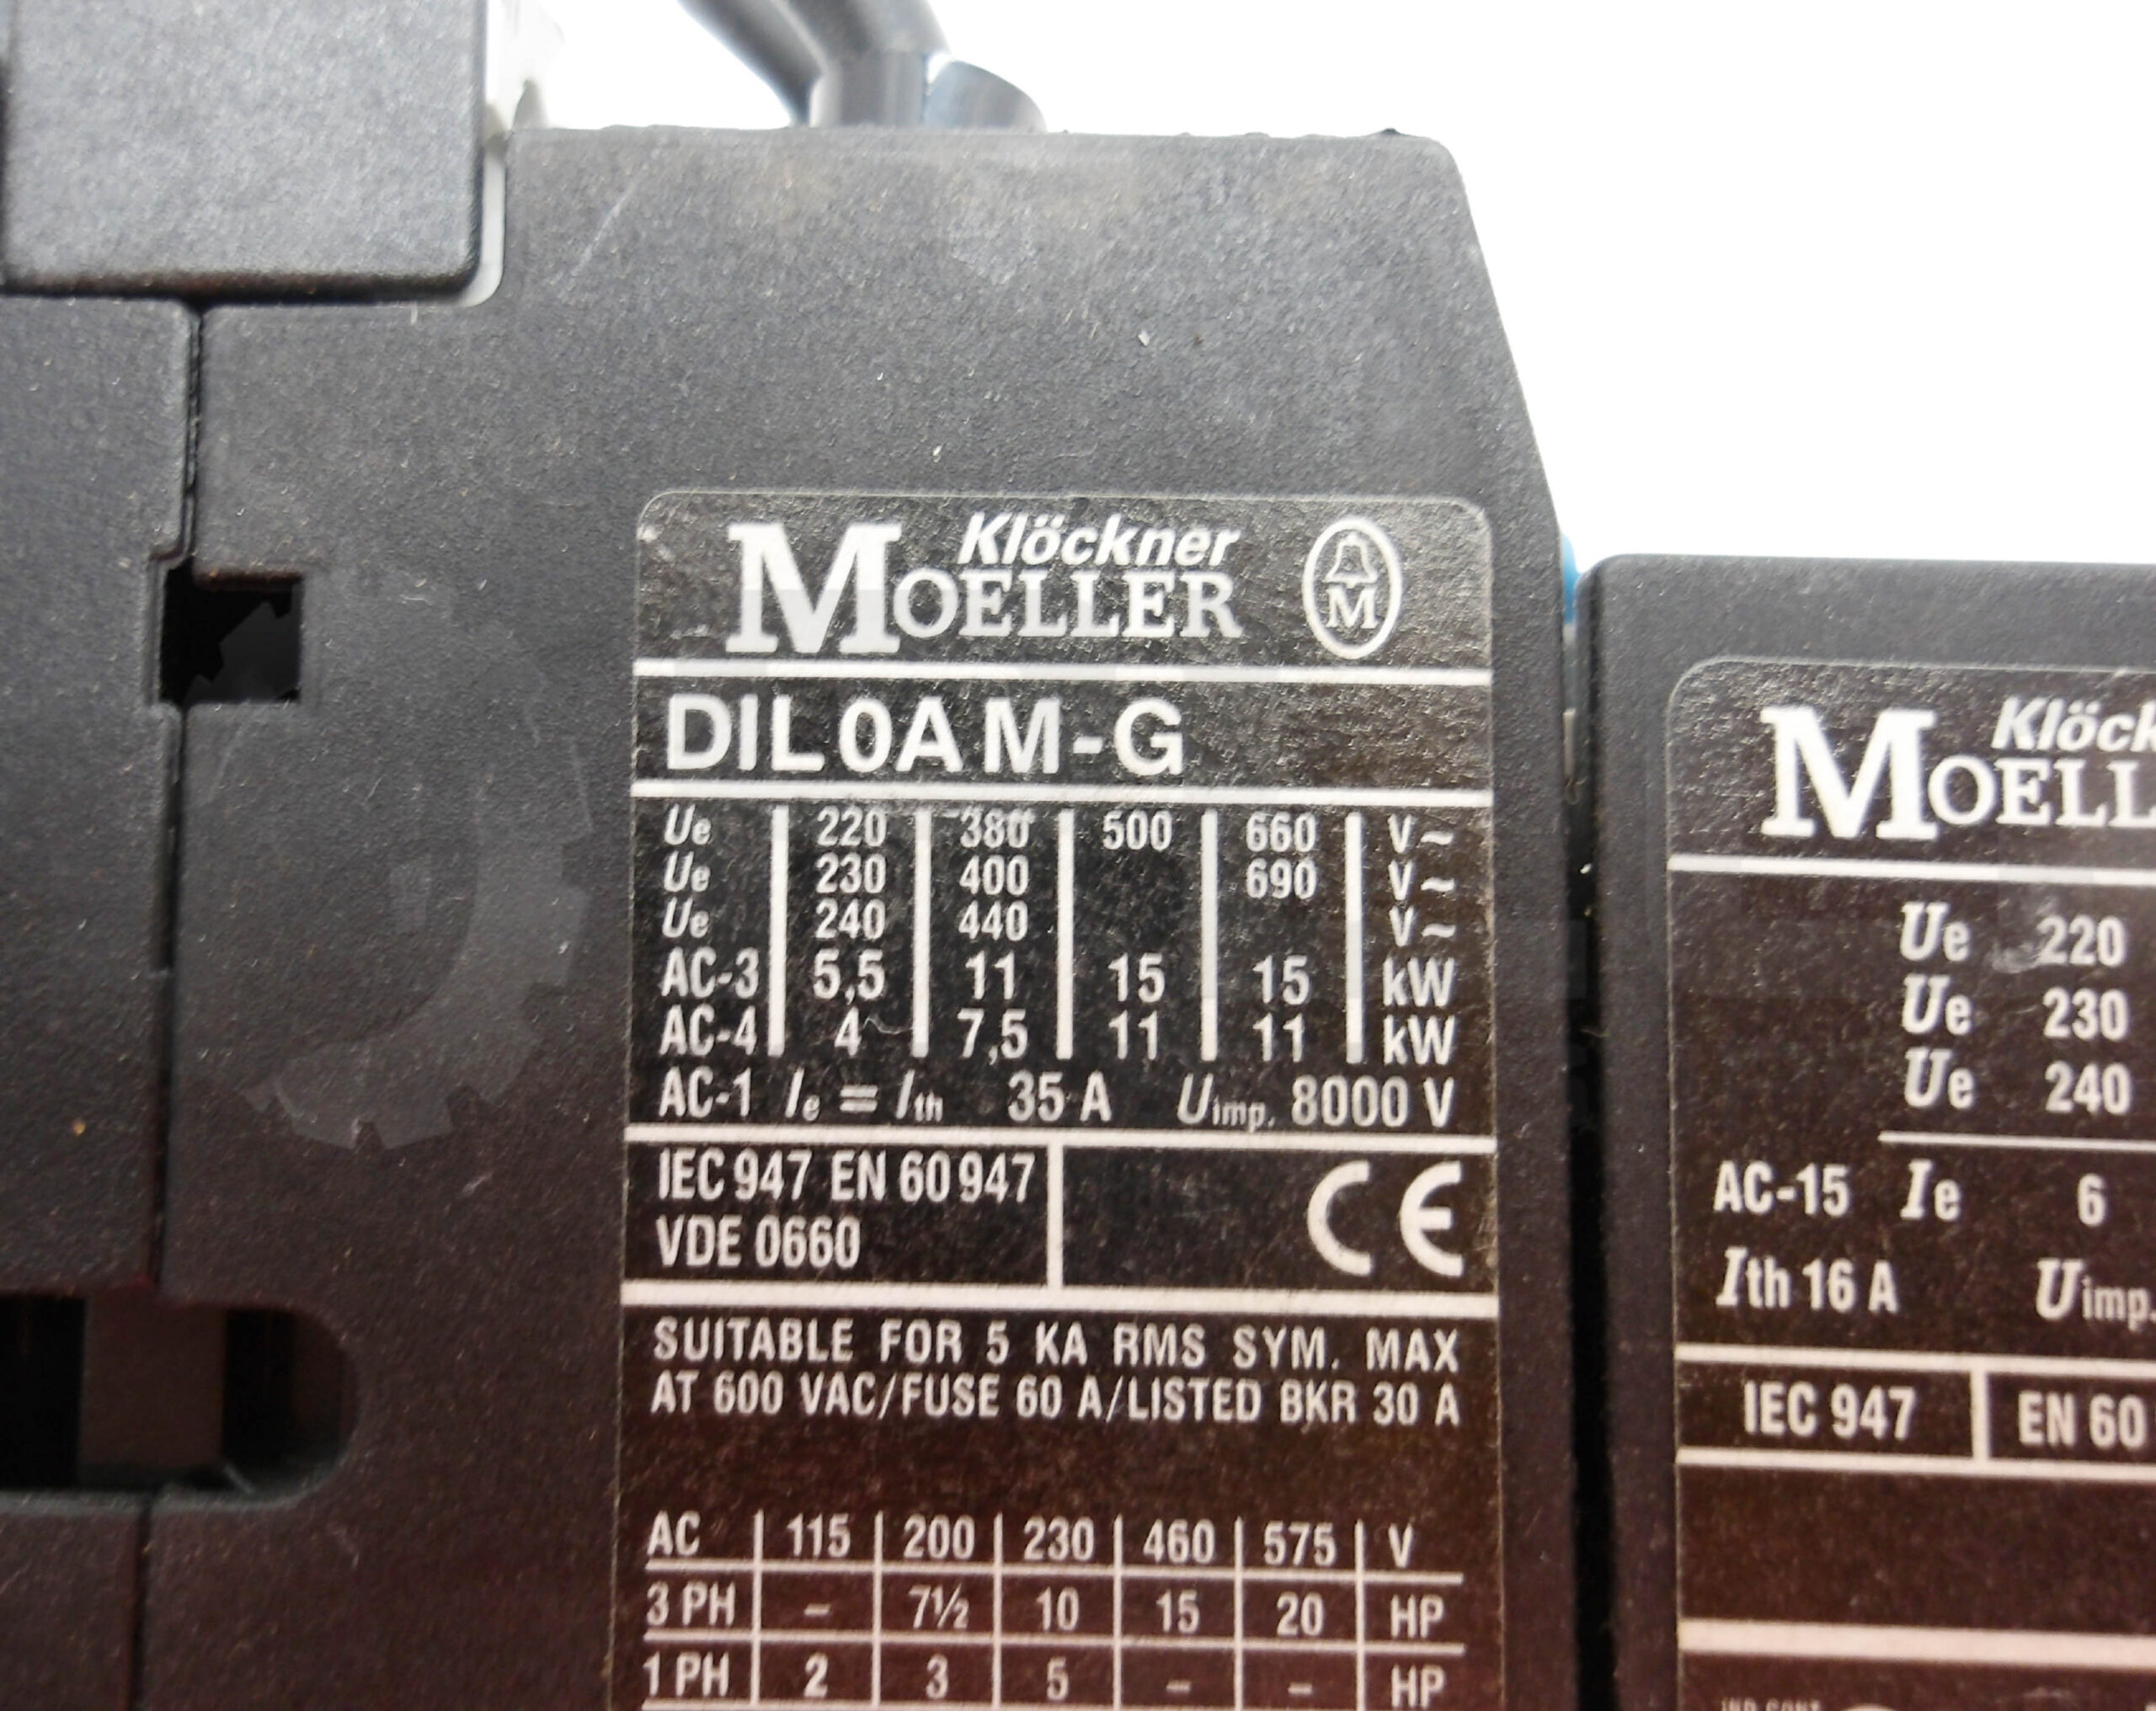 Klöckner
MOELLER
M
DIL0AM-G
Ue 220 380 500 660 V~
Ue 230 400 690 V~
Ue 240 440 V~
AC-3 5,5 11 15 15 kW
AC-4 4 7,5 11 11 kW
AC-1 Ie = Ith 35 A Uimp. 8000 V
IEC 947 EN 60947
VDE 0660
CE
SUITABLE FOR 5 KA RMS SYM. MAX
AT 600 VAC/FUSE 60 A/LISTED BKR 30 A
AC 115 200 230 460 575 V
3 PH – 7½ 10 15 20 HP
1 PH 2 3 5 – – HP
Klöck
MOELL
Ue 220
Ue 230
Ue 240
AC-15 Ie 6
Ith 16 A Uimp.
IEC 947 EN 60